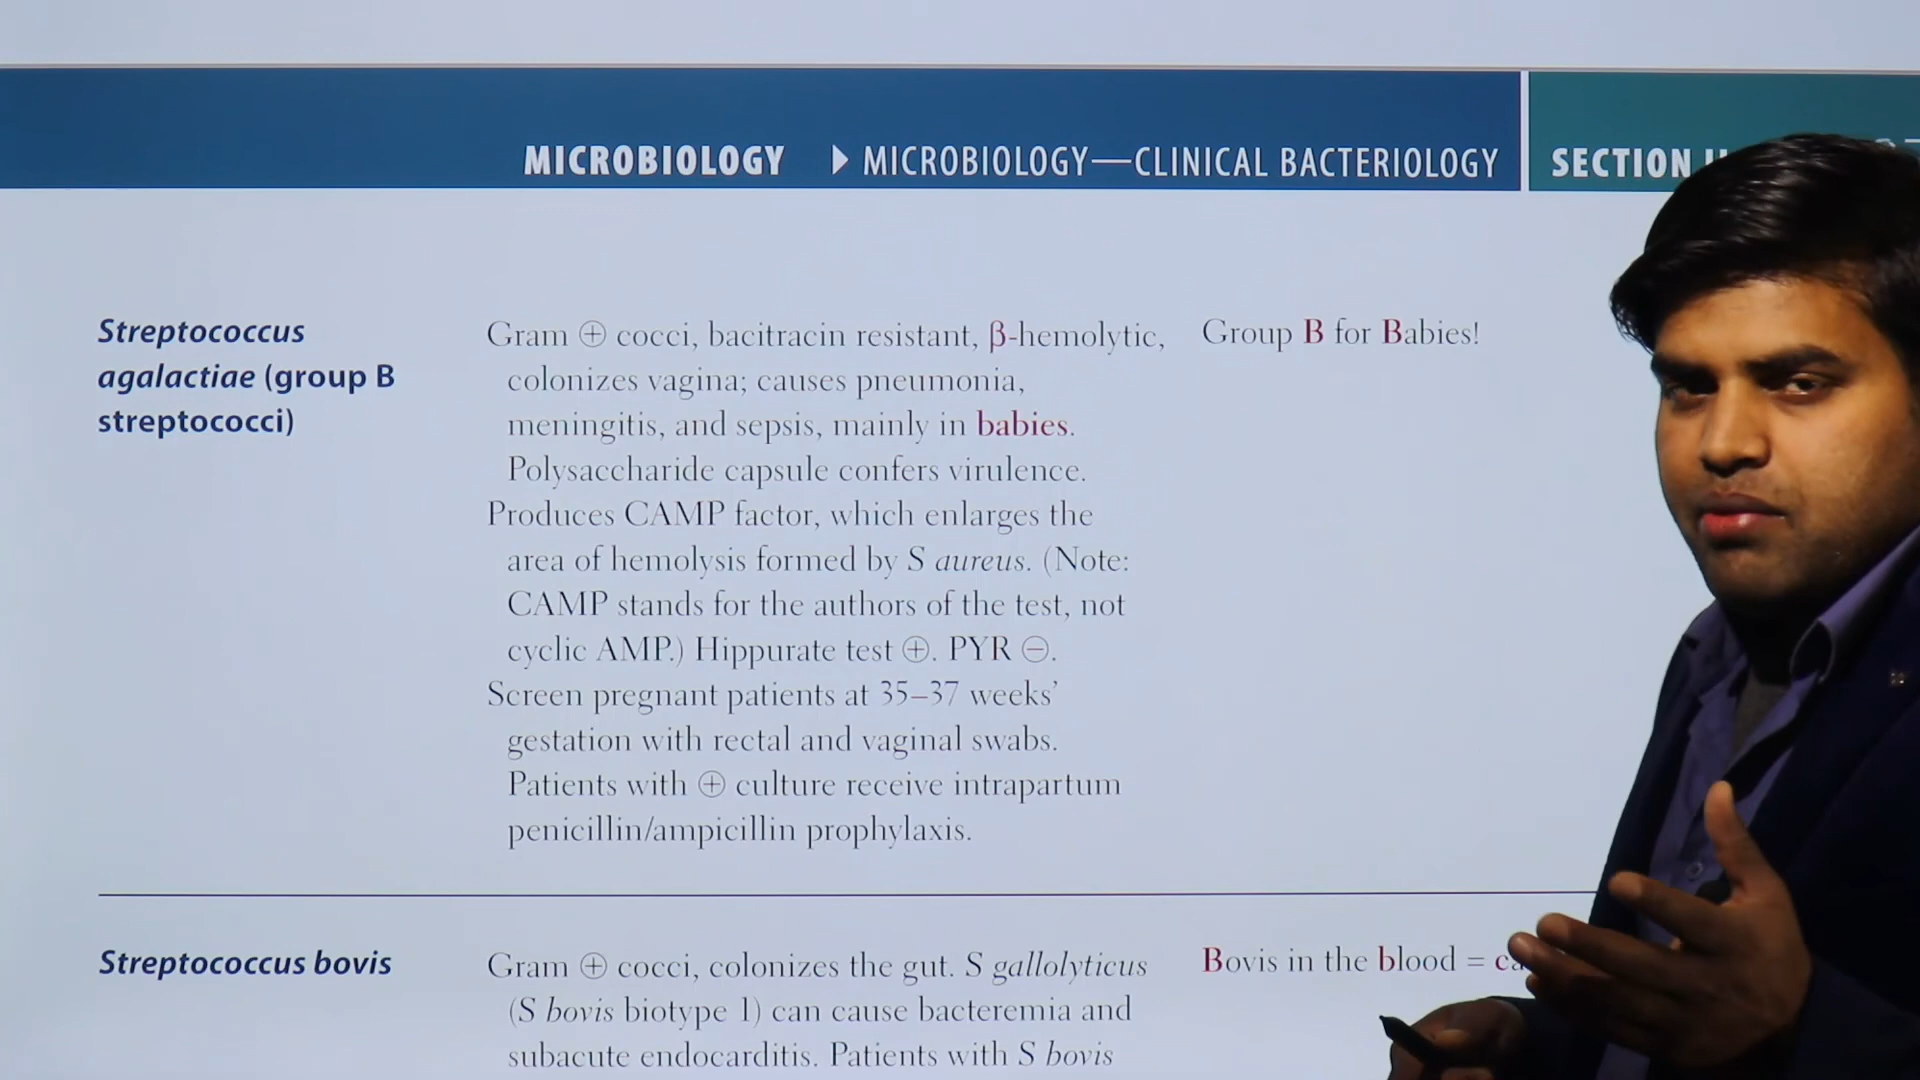 MICROBIOLOGY ▶ MICROBIOLOGY—CLINICAL BACTERIOLOGY
SECTION
Streptococcus
agalactiae (group B
streptococci)
Gram ⊕ cocci, bacitracin resistant, β-hemolytic,
colonizes vagina; causes pneumonia,
meningitis, and sepsis, mainly in babies.
Polysaccharide capsule confers virulence.
Produces CAMP factor, which enlarges the
area of hemolysis formed by S aureus. (Note:
CAMP stands for the authors of the test, not
cyclic AMP.) Hippurate test ⊕. PYR ⊖.
Screen pregnant patients at 35–37 weeks’
gestation with rectal and vaginal swabs.
Patients with ⊕ culture receive intrapartum
penicillin/ampicillin prophylaxis.
Group B for Babies!
Streptococcus bovis
Gram ⊕ cocci, colonizes the gut. S gallolyticus
(S bovis biotype 1) can cause bacteremia and
subacute endocarditis. Patients with S bovis
Bovis in the blood =